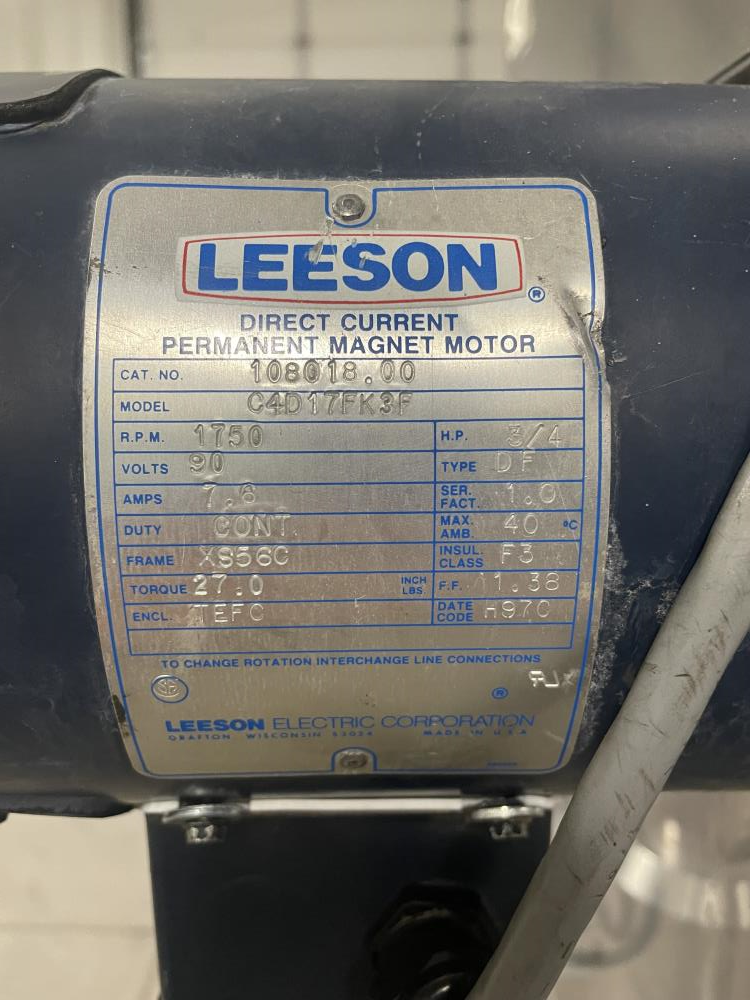 LEESON ®
DIRECT CURRENT
PERMANENT MAGNET MOTOR
CAT. NO. 108018.00
MODEL C4D17FK3F
R.P.M. 1750 H.P. 3/4
VOLTS 90 TYPE DF
AMPS 7.6 SER. FACT. 1.0
DUTY CONT. MAX. AMB. 40 °C
FRAME XS56C INSUL. CLASS F3
TORQUE 27.0 INCH LBS. F.F. 1.38
ENCL. TEFC DATE CODE H97C
TO CHANGE ROTATION INTERCHANGE LINE CONNECTIONS
SA ®
LEESON ELECTRIC CORPORATION
GRAFTON WISCONSIN 53024 MADE IN U.S.A.